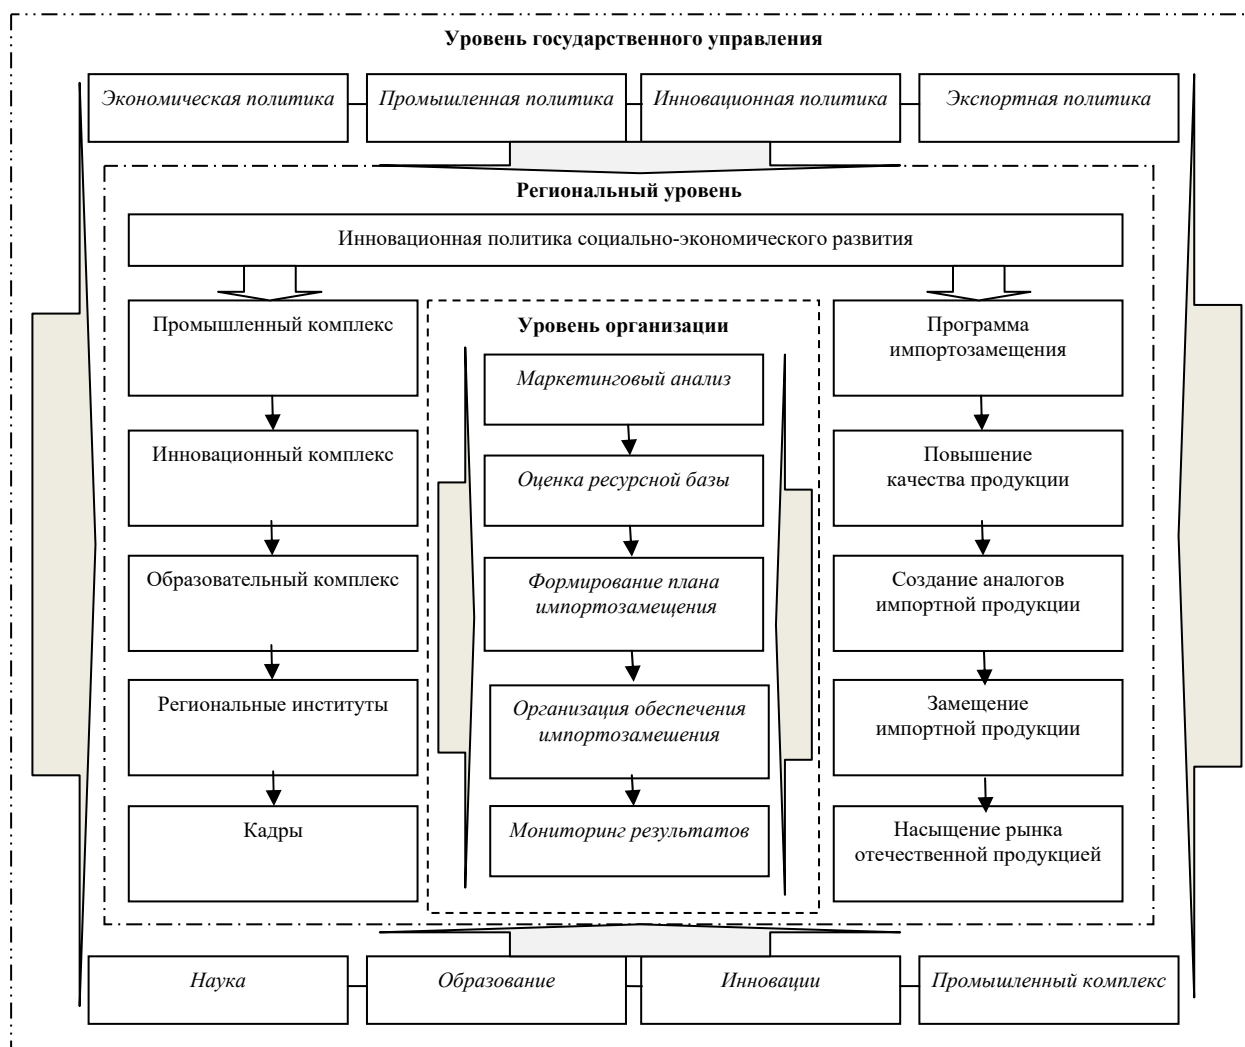 Уровень государственного управления
Экономическая политика
Промышленная политика
Инновационная политика
Экспортная политика
Региональный уровень
Инновационная политика социально-экономического развития
Промышленный комплекс
Инновационный комплекс
Образовательный комплекс
Региональные институты
Кадры
Уровень организации
Маркетинговый анализ
Оценка ресурсной базы
Формирование плана
импортозамещения
Организация обеспечения
импортозамешения
Мониторинг результатов
Программа
импортозамещения
Повышение
качества продукции
Создание аналогов
импортной продукции
Замещение
импортной продукции
Насыщение рынка
отечественной продукцией
Наука
Образование
Инновации
Промышленный комплекс